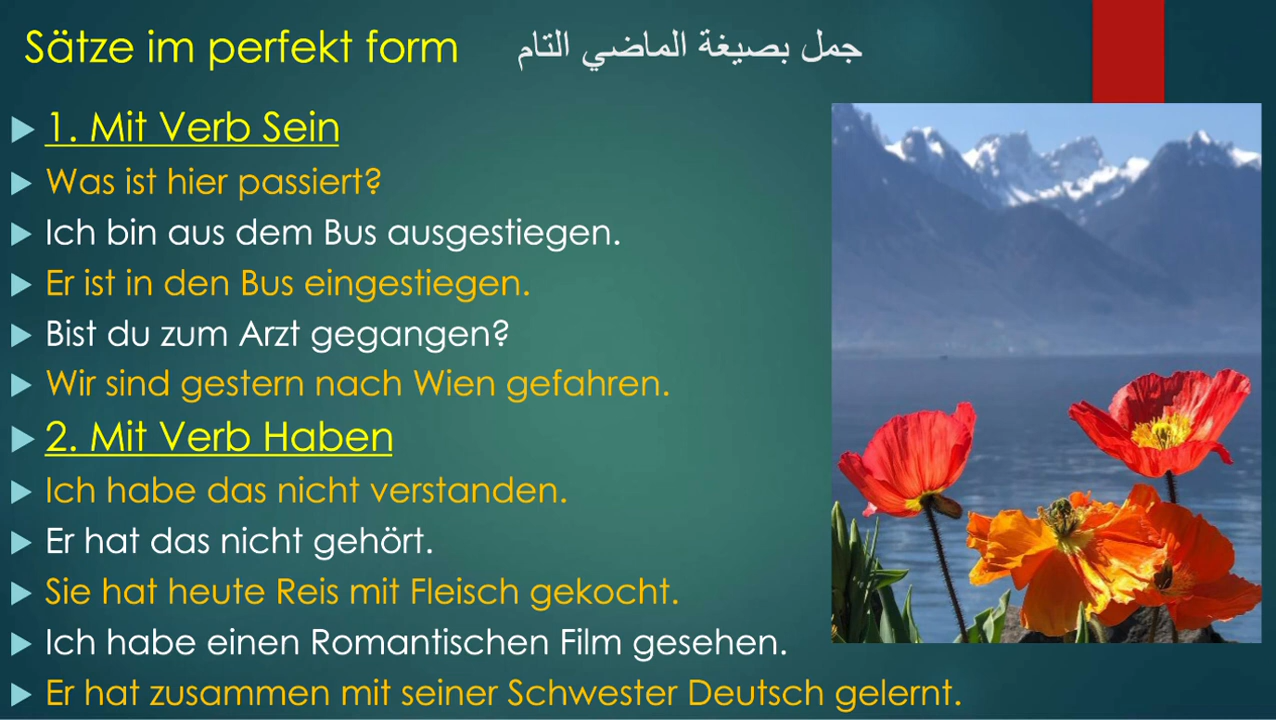 Sätze im perfekt form جمل بصيغة الماضي التام
1. Mit Verb Sein
Was ist hier passiert?
Ich bin aus dem Bus ausgestiegen.
Er ist in den Bus eingestiegen.
Bist du zum Arzt gegangen?
Wir sind gestern nach Wien gefahren.
2. Mit Verb Haben
Ich habe das nicht verstanden.
Er hat das nicht gehört.
Sie hat heute Reis mit Fleisch gekocht.
Ich habe einen Romantischen Film gesehen.
Er hat zusammen mit seiner Schwester Deutsch gelernt.